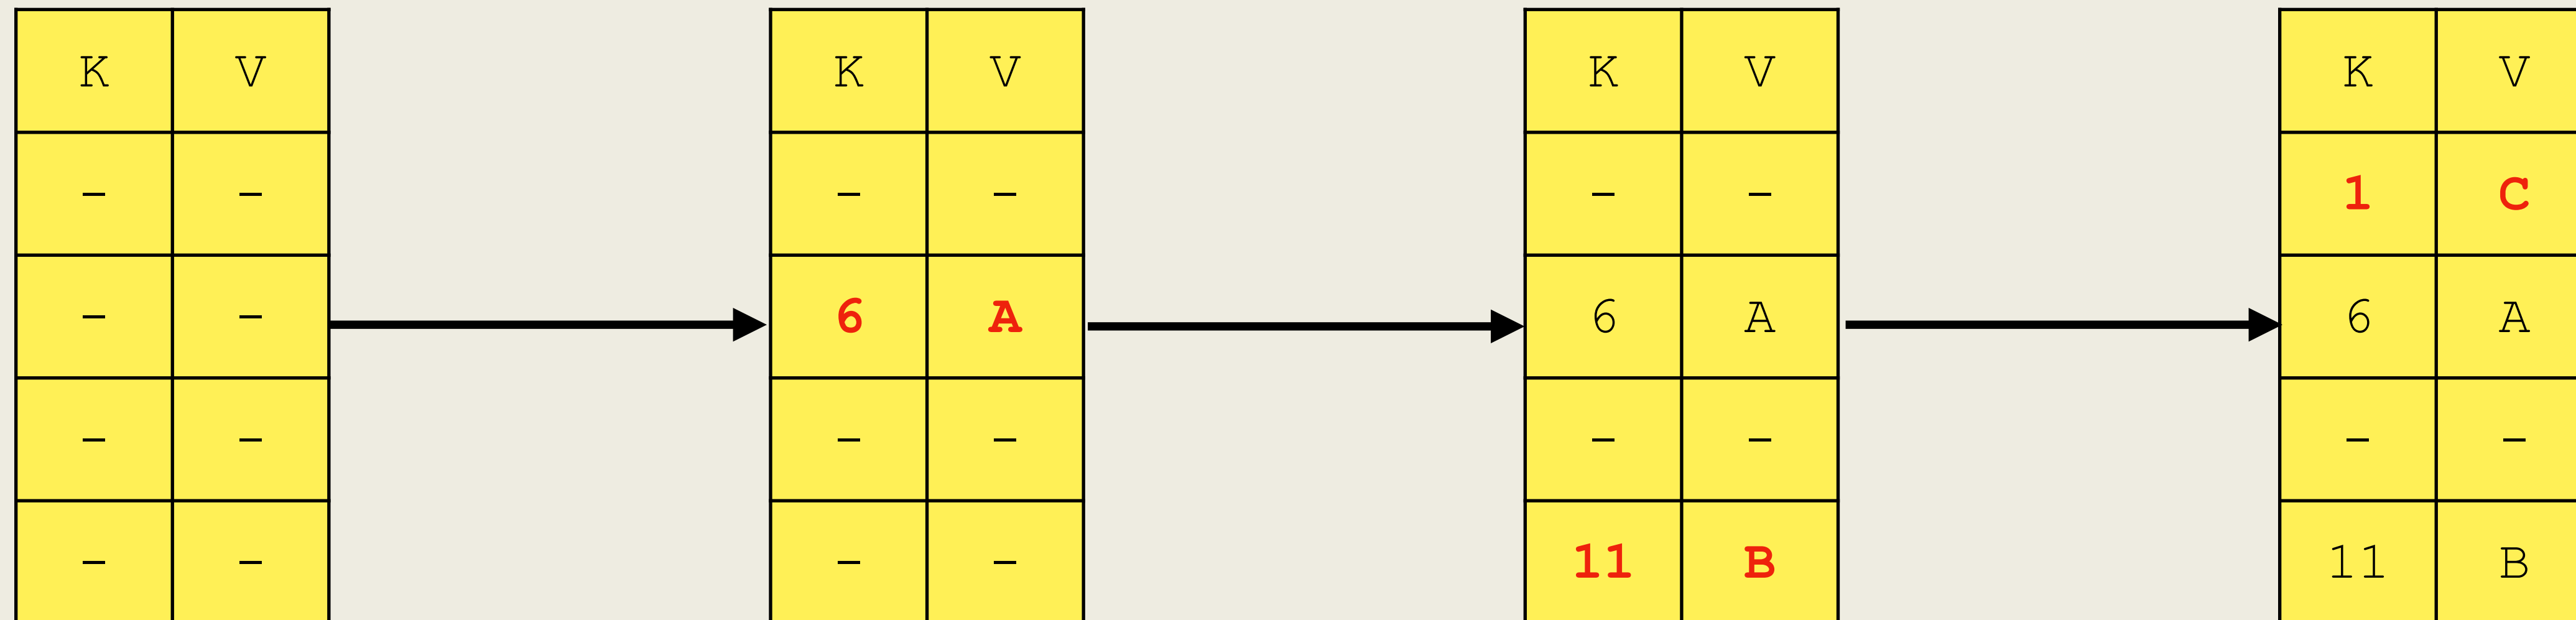 K V K V K V K V
- - - - - - 1 C
- - 6 A 6 A 6 A
- - - - - - - -
- - - - 11 B 11 B